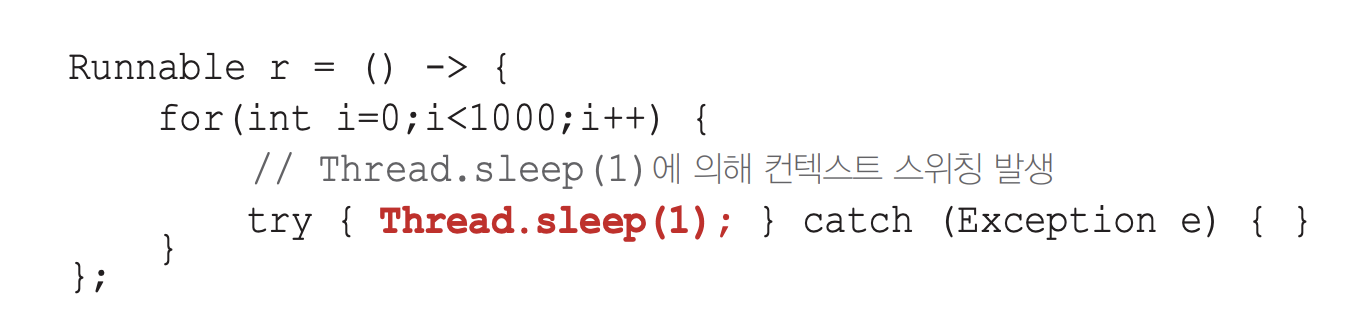 Runnable r = () -> {
    for(int i=0;i<1000;i++) {
        // Thread.sleep(1)에 의해 컨텍스트 스위칭 발생
        try { Thread.sleep(1); } catch (Exception e) { }
    }
};